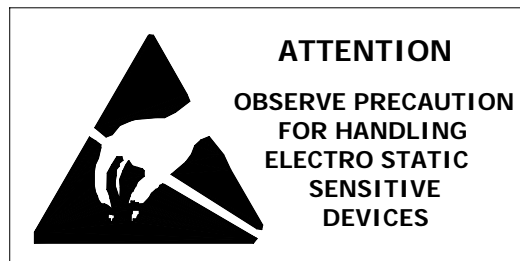 ATTENTION
OBSERVE PRECAUTION
FOR HANDLING
ELECTRO STATIC
SENSITIVE
DEVICES